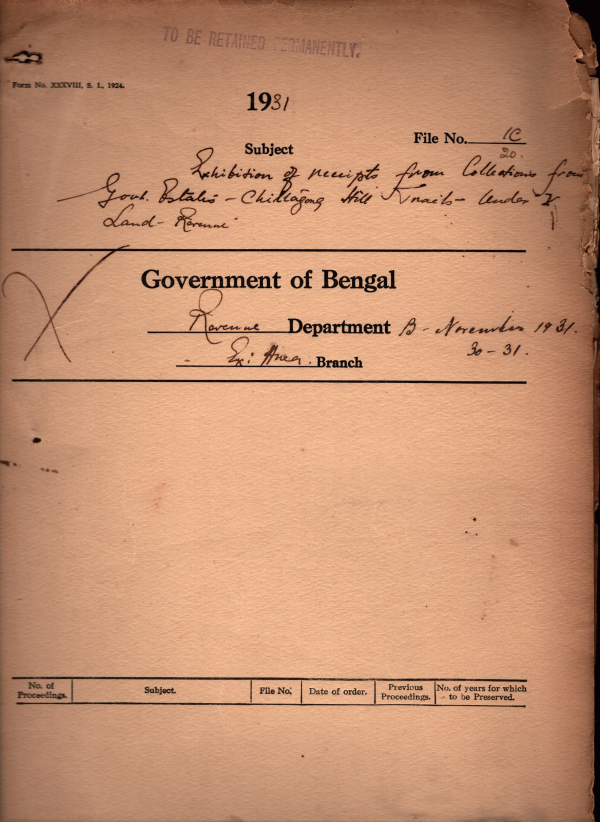 TO BE RETAINED PERMANENTLY.
Form No. XXXVIII, S. I., 1924.
1931
File No. 1C
20.
Subject
Exhibition of receipts from Collections from
Govt. Estates - Chittagong Hill Tracts - under I
Land-Revenue
Government of Bengal
Revenue Department B - November 1931.
30-31.
Branch
No. of Proceedings. Subject. File No. Date of order. Previous Proceedings. No. of years for which to be Preserved.